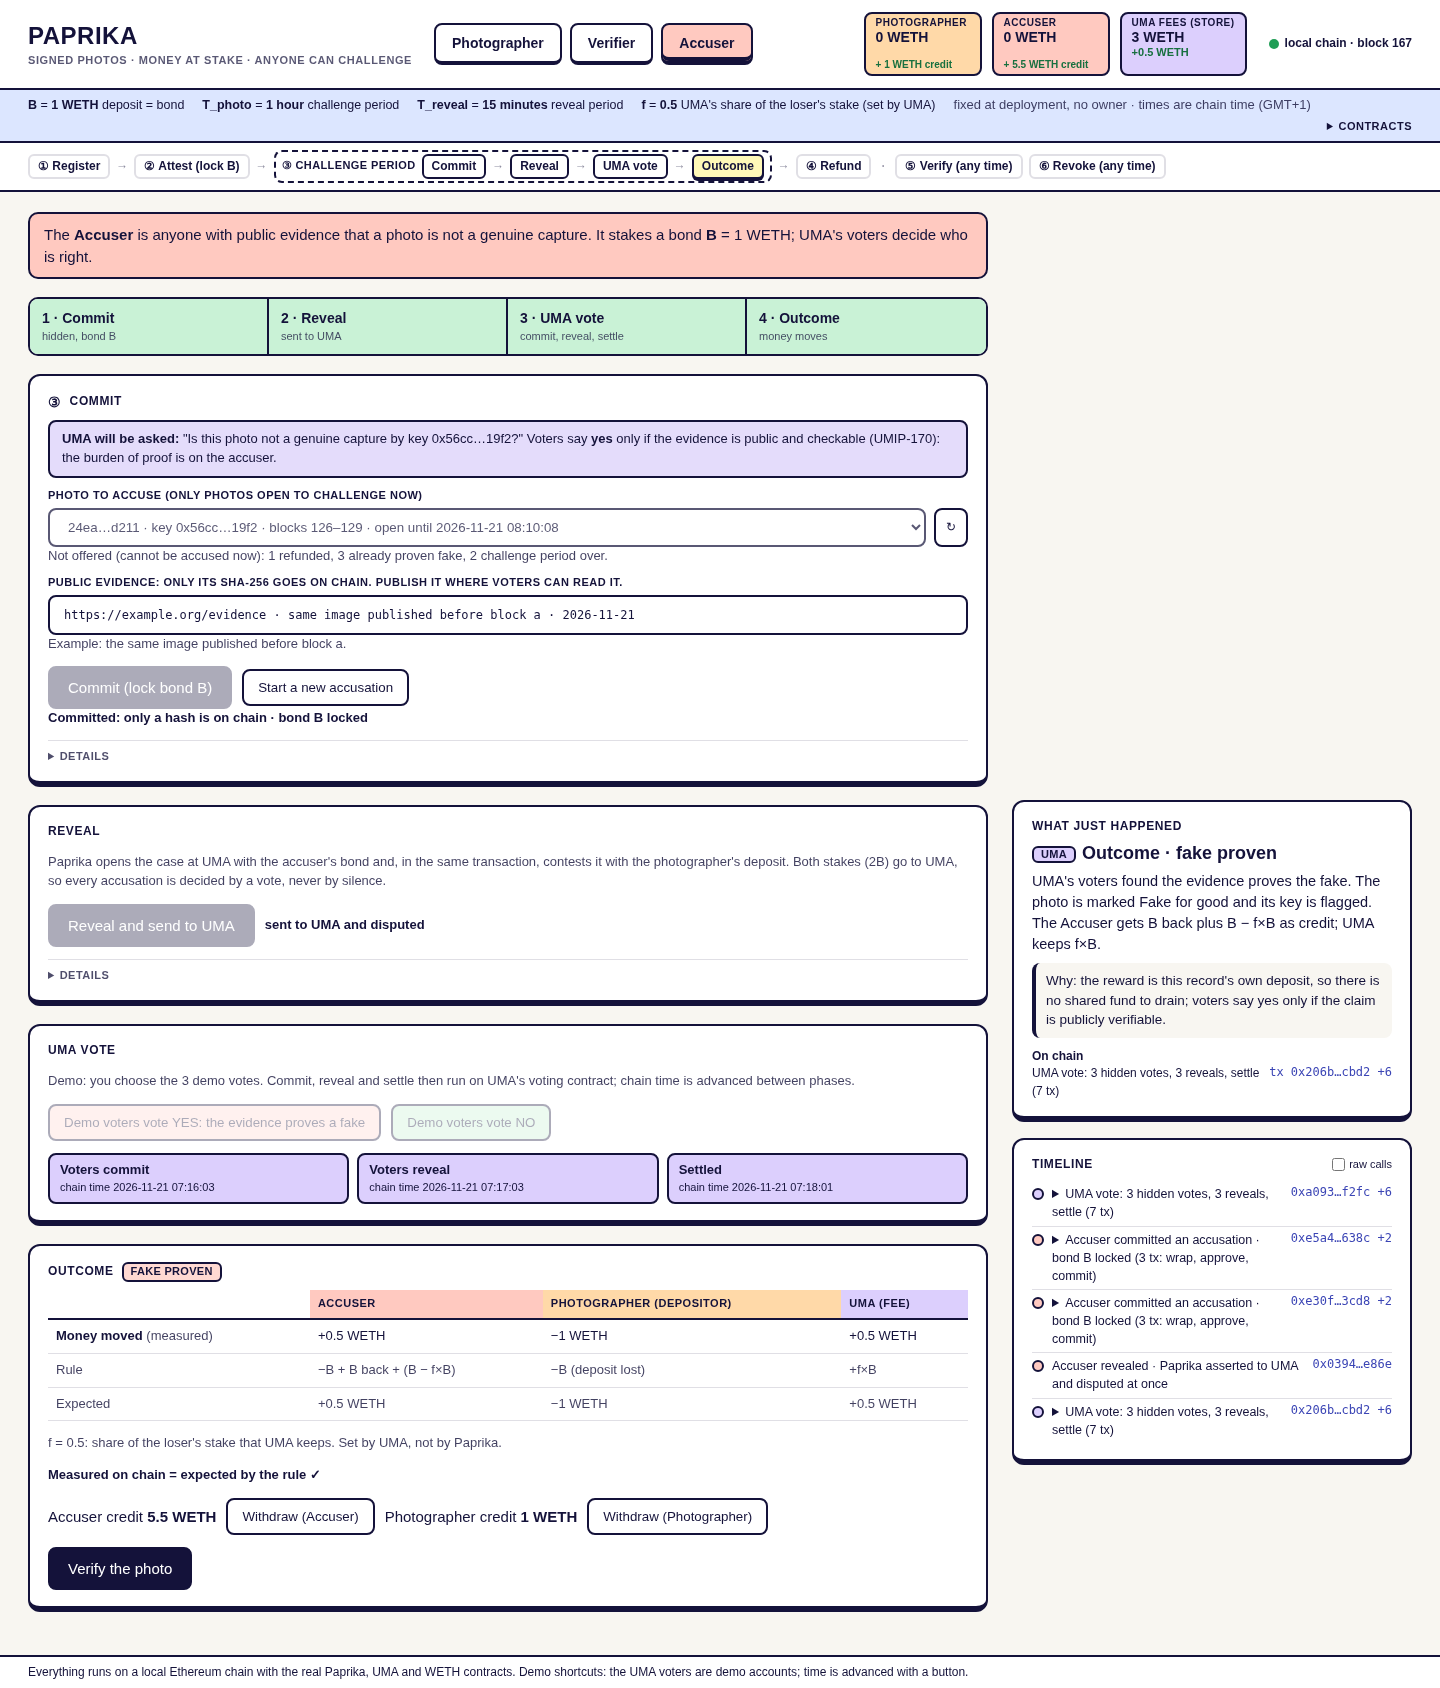 PAPRIKA
SIGNED PHOTOS · MONEY AT STAKE · ANYONE CAN CHALLENGE
Photographer
Verifier
Accuser
PHOTOGRAPHER
0 WETH
+ 1 WETH credit
ACCUSER
0 WETH
+ 5.5 WETH credit
UMA FEES (STORE)
3 WETH
+0.5 WETH
local chain · block 167
B = 1 WETH deposit = bond T_photo = 1 hour challenge period T_reveal = 15 minutes reveal period f = 0.5 UMA's share of the loser's stake (set by UMA) fixed at deployment, no owner · times are chain time (GMT+1)
▶ CONTRACTS
① Register → ② Attest (lock B) → ③ CHALLENGE PERIOD Commit → Reveal → UMA vote → Outcome → ④ Refund · ⑤ Verify (any time) ⑥ Revoke (any time)
The Accuser is anyone with public evidence that a photo is not a genuine capture. It stakes a bond B = 1 WETH; UMA's voters decide who
is right.
1 · Commit
hidden, bond B
2 · Reveal
sent to UMA
3 · UMA vote
commit, reveal, settle
4 · Outcome
money moves
③ COMMIT
UMA will be asked: "Is this photo not a genuine capture by key 0x56cc…19f2?" Voters say yes only if the evidence is public and checkable (UMIP-170):
the burden of proof is on the accuser.
PHOTO TO ACCUSE (ONLY PHOTOS OPEN TO CHALLENGE NOW)
24ea…d211 · key 0x56cc…19f2 · blocks 126–129 · open until 2026-11-21 08:10:08
↻
Not offered (cannot be accused now): 1 refunded, 3 already proven fake, 2 challenge period over.
PUBLIC EVIDENCE: ONLY ITS SHA-256 GOES ON CHAIN. PUBLISH IT WHERE VOTERS CAN READ IT.
https://example.org/evidence · same image published before block a · 2026-11-21
Example: the same image published before block a.
Commit (lock bond B)
Start a new accusation
Committed: only a hash is on chain · bond B locked
▶ DETAILS
REVEAL
Paprika opens the case at UMA with the accuser's bond and, in the same transaction, contests it with the photographer's deposit. Both stakes (2B) go to UMA,
so every accusation is decided by a vote, never by silence.
Reveal and send to UMA
sent to UMA and disputed
▶ DETAILS
UMA VOTE
Demo: you choose the 3 demo votes. Commit, reveal and settle then run on UMA's voting contract; chain time is advanced between phases.
Demo voters vote YES: the evidence proves a fake
Demo voters vote NO
Voters commit
chain time 2026-11-21 07:16:03
Voters reveal
chain time 2026-11-21 07:17:03
Settled
chain time 2026-11-21 07:18:01
OUTCOME FAKE PROVEN
ACCUSER PHOTOGRAPHER (DEPOSITOR) UMA (FEE)
Money moved (measured) +0.5 WETH −1 WETH +0.5 WETH
Rule −B + B back + (B − f×B) −B (deposit lost) +f×B
Expected +0.5 WETH −1 WETH +0.5 WETH
f = 0.5: share of the loser's stake that UMA keeps. Set by UMA, not by Paprika.
Measured on chain = expected by the rule ✓
Accuser credit 5.5 WETH
Withdraw (Accuser)
Photographer credit 1 WETH
Withdraw (Photographer)
Verify the photo
WHAT JUST HAPPENED
UMA Outcome · fake proven
UMA's voters found the evidence proves the fake. The
photo is marked Fake for good and its key is flagged.
The Accuser gets B back plus B − f×B as credit; UMA
keeps f×B.
Why: the reward is this record's own deposit, so there is
no shared fund to drain; voters say yes only if the claim
is publicly verifiable.
On chain
UMA vote: 3 hidden votes, 3 reveals, settle tx 0x206b…cbd2 +6
(7 tx)
TIMELINE
raw calls
▶ UMA vote: 3 hidden votes, 3 reveals, 0xa093…f2fc +6
settle (7 tx)
▶ Accuser committed an accusation · 0xe5a4…638c +2
bond B locked (3 tx: wrap, approve,
commit)
▶ Accuser committed an accusation · 0xe30f…3cd8 +2
bond B locked (3 tx: wrap, approve,
commit)
Accuser revealed · Paprika asserted to UMA 0x0394…e86e
and disputed at once
▶ UMA vote: 3 hidden votes, 3 reveals, 0x206b…cbd2 +6
settle (7 tx)
Everything runs on a local Ethereum chain with the real Paprika, UMA and WETH contracts. Demo shortcuts: the UMA voters are demo accounts; time is advanced with a button.